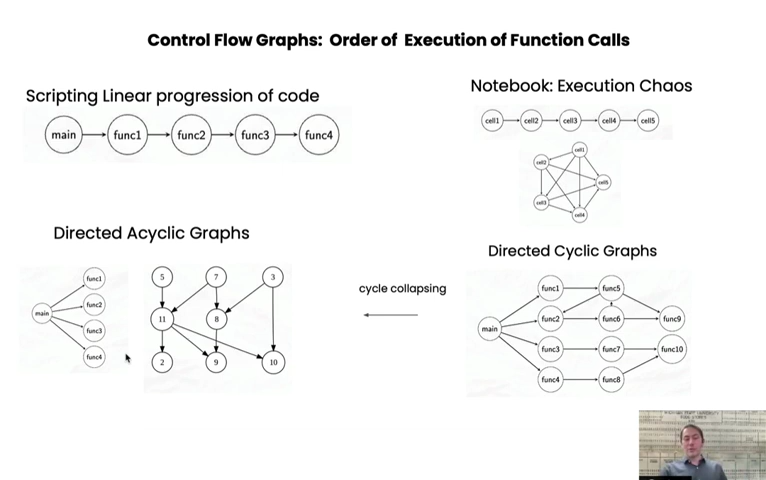 Control Flow Graphs: Order of Execution of Function Calls
Scripting Linear progression of code
main func1 func2 func3 func4
Notebook: Execution Chaos
cell1 cell2 cell3 cell4 cell5
cell1
cell2
cell5
cell3
cell4
Directed Acyclic Graphs
func1
func2
main
func3
func4
5 7 3
11 8
2 9 10
cycle collapsing
Directed Cyclic Graphs
func1 func5
func2 func6 func9
main
func3 func7 func10
func4 func8